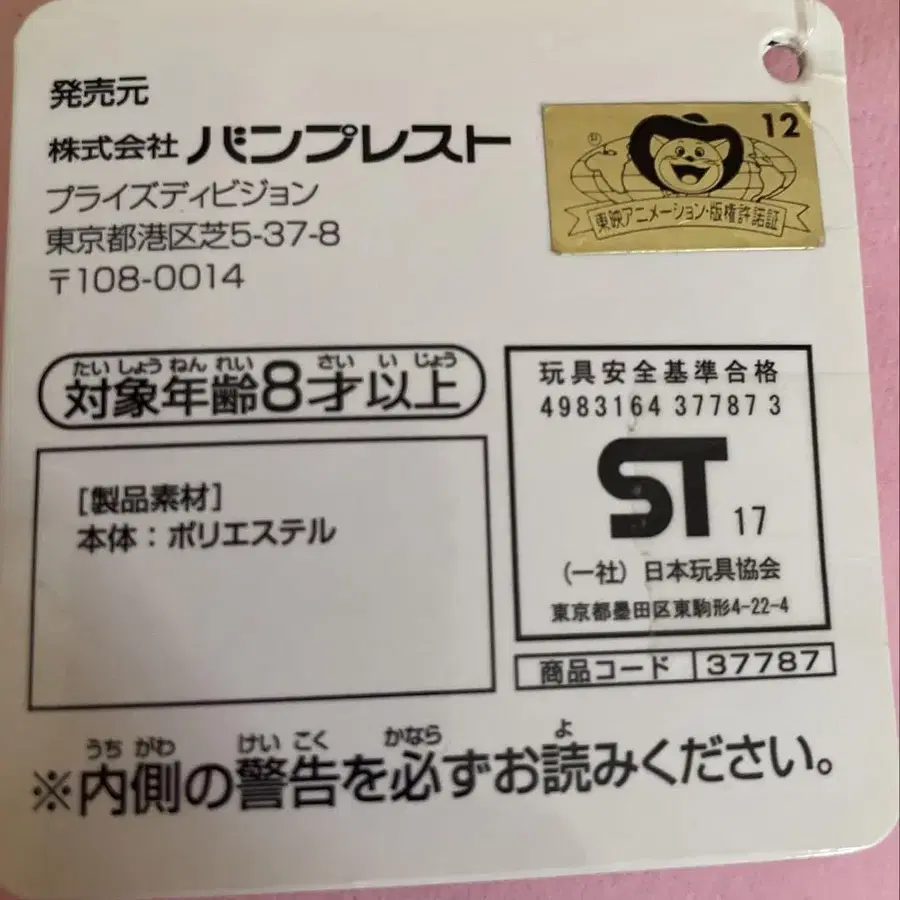 発売元
株式会社 バンプレスト
プライズディビジョン
東京都港区芝5-37-8
〒108-0014
12
東映アニメーション・版権許諾証
たいしょうねんれい さい いじょう
対象年齢8才以上
[製品素材]
本体：ポリエステル
玩具安全基準合格
4983164 37787 3
ST 17
(一社) 日本玩具協会
東京都墨田区東駒形4-22-4
商品コード 37787
うちがわ けいこく かなら よ
※内側の警告を必ずお読みください。